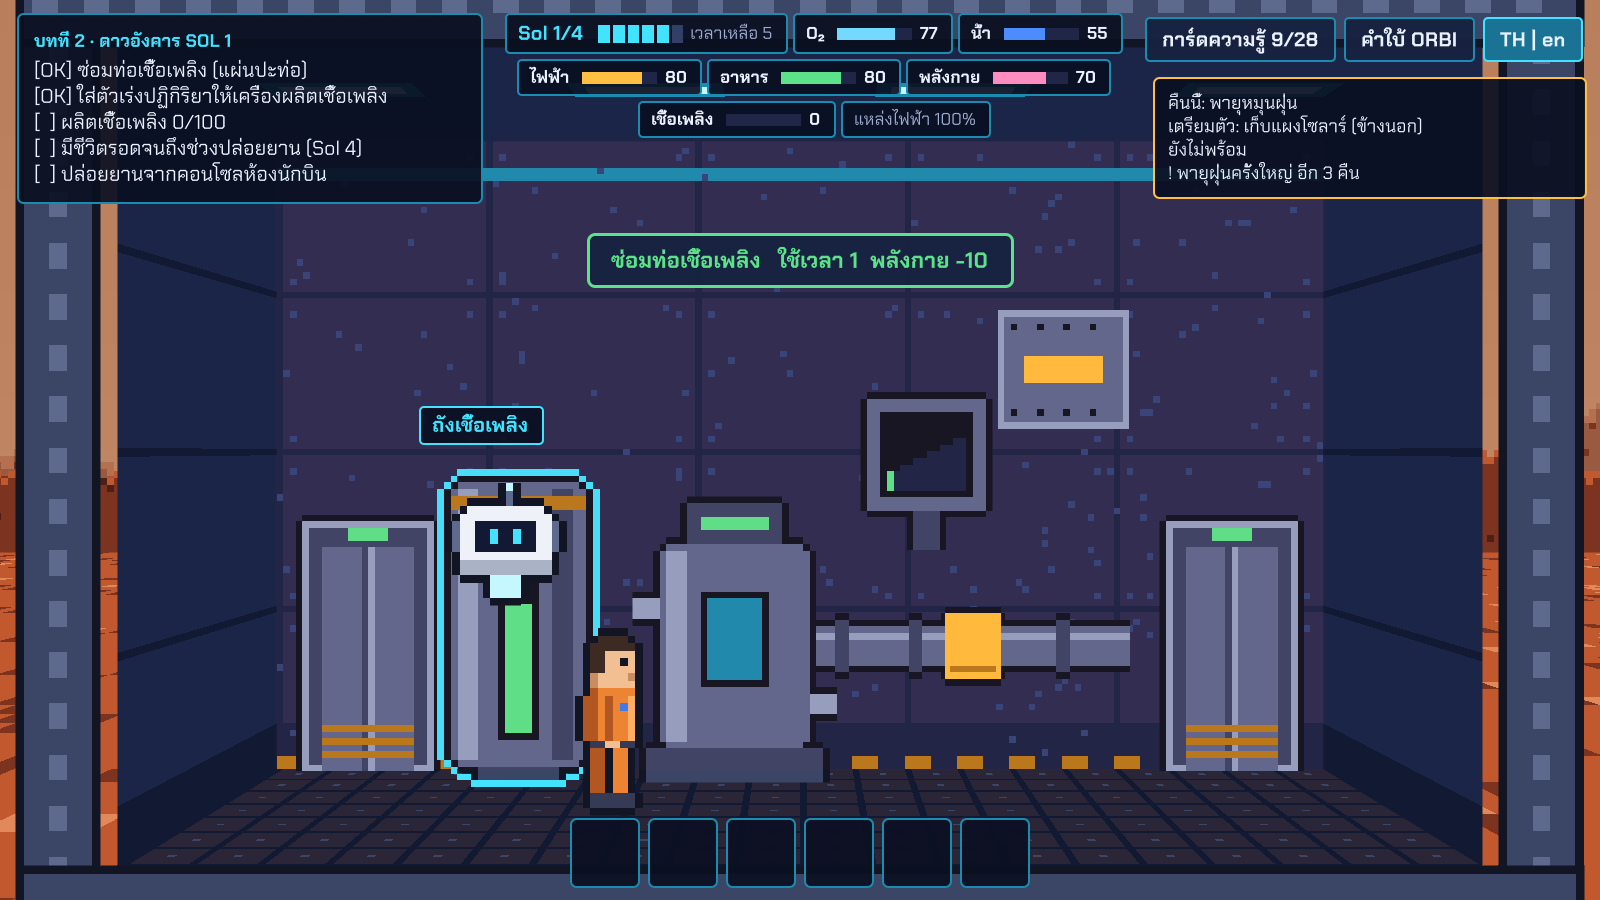 บทที่ 2 · ดาวอังคาร SOL 1
[OK] ซ่อมท่อเชื้อเพลิง (แผ่นปะท่อ)
[OK] ใส่ตัวเร่งปฏิกิริยาให้เครื่องผลิตเชื้อเพลิง
[ ] ผลิตเชื้อเพลิง 0/100
[ ] มีชีวิตรอดจนถึงช่วงปล่อยยาน (Sol 4)
[ ] ปล่อยยานจากคอนโซลห้องนักบิน
Sol 1/4 เวลาเหลือ 5
O₂ 77
น้ำ 55
ไฟฟ้า 80
อาหาร 80
พลังกาย 70
เชื้อเพลิง 0
แหล่งไฟฟ้า 100%
การ์ดความรู้ 9/28
คำใบ้ ORBI
TH | en
คืนนี้: พายุหมุนฝุ่น
เตรียมตัว: เก็บแผงโซลาร์ (ข้างนอก)
ยังไม่พร้อม
! พายุฝุ่นครั้งใหญ่ อีก 3 คืน
ซ่อมท่อเชื้อเพลิง ใช้เวลา 1 พลังกาย -10
ถังเชื้อเพลิง